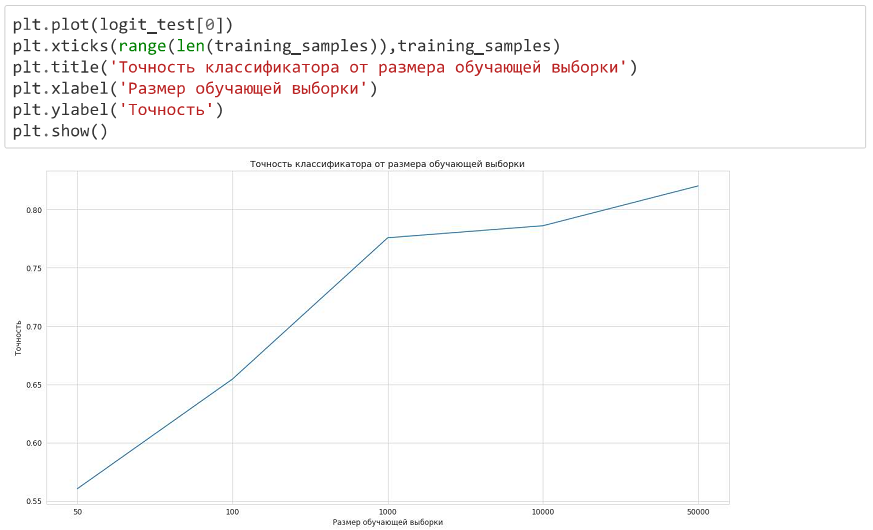 plt.plot(logit_test[0])
plt.xticks(range(len(training_samples)),training_samples)
plt.title('Точность классификатора от размера обучающей выборки')
plt.xlabel('Размер обучающей выборки')
plt.ylabel('Точность')
plt.show()
Точность классификатора от размера обучающей выборки
0.80
0.75
0.70
Точность
0.65
0.60
0.55
50 100 1000 10000 50000
Размер обучающей выборки